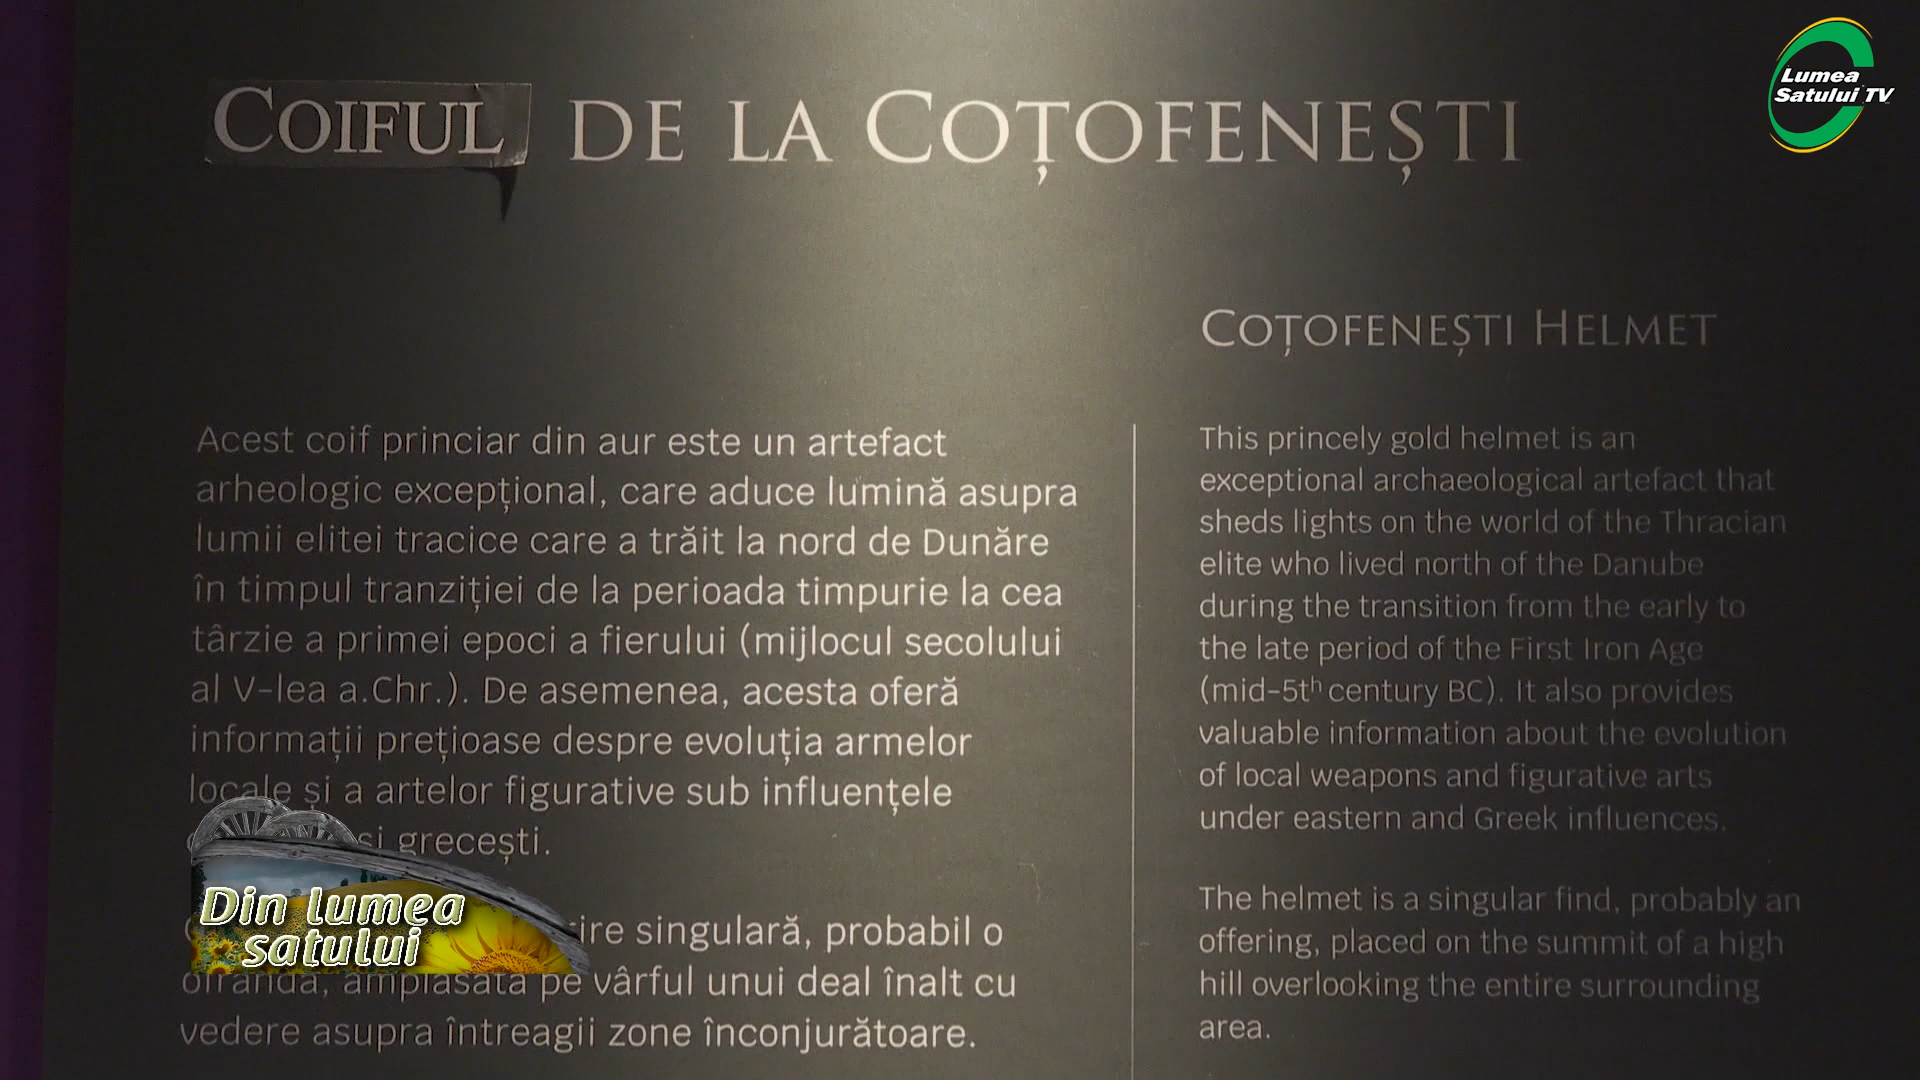 Lumea
Satului TV
COIFUL DE LA COȚOFENEȘTI
Acest coif princiar din aur este un artefact
arheologic excepțional, care aduce lumină asupra
lumii elitei tracice care a trăit la nord de Dunăre
în timpul tranziției de la perioada timpurie la cea
târzie a primei epoci a fierului (mijlocul secolului
al V-lea a.Chr.). De asemenea, acesta oferă
informații prețioase despre evoluția armelor
locale și a artelor figurative sub influențele
și grecești.
singulară, probabil o
ofrandă, amplasată pe vârful unui deal înalt cu
vedere asupra întreagii zone înconjurătoare.
COȚOFENEȘTI HELMET
This princely gold helmet is an
exceptional archaeological artefact that
sheds lights on the world of the Thracian
elite who lived north of the Danube
during the transition from the early to
the late period of the First Iron Age
(mid-5th century BC). It also provides
valuable information about the evolution
of local weapons and figurative arts
under eastern and Greek influences.
The helmet is a singular find, probably an
offering, placed on the summit of a high
hill overlooking the entire surrounding
area.
Din lumea
satului